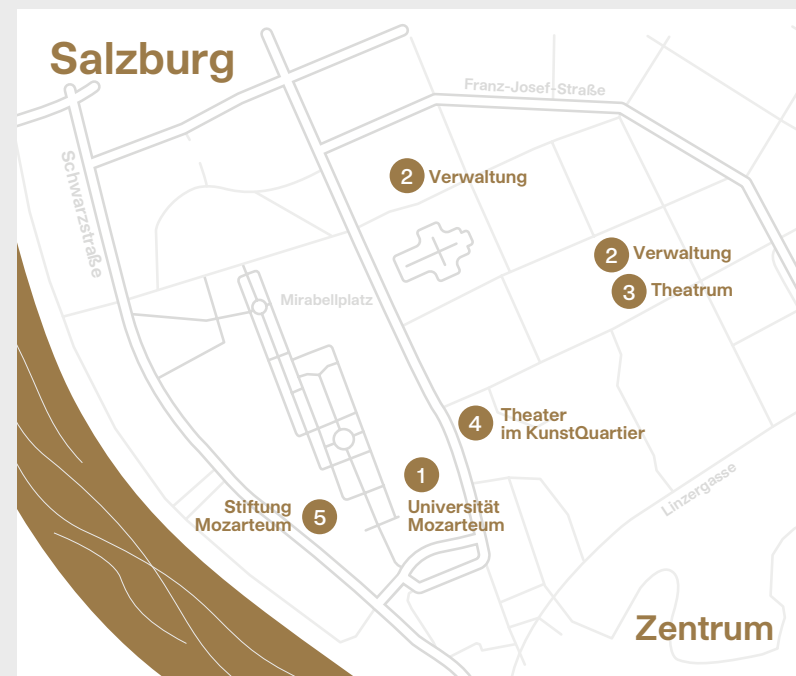 Salzburg
Franz-Josef-Straße
Schwarzstraße
2 Verwaltung
2 Verwaltung
3 Theatrum
Mirabellplatz
4 Theater
im KunstQuartier
1
Universität
Mozarteum
Stiftung
Mozarteum 5
Linzergasse
Zentrum